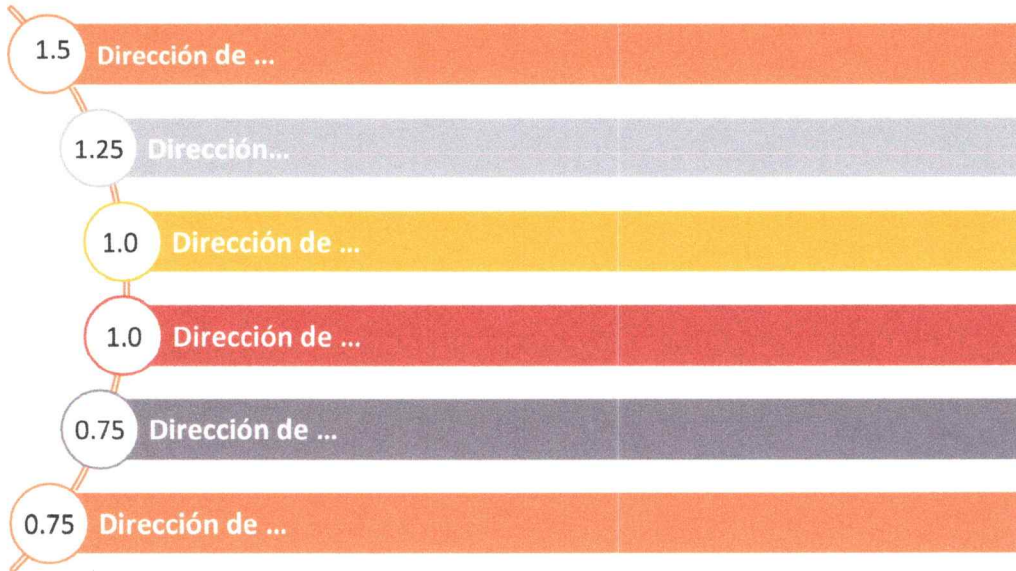 1.5 Dirección de ...
1.25 Dirección...
1.0 Dirección de ...
1.0 Dirección de ...
0.75 Dirección de ...
0.75 Dirección de ...